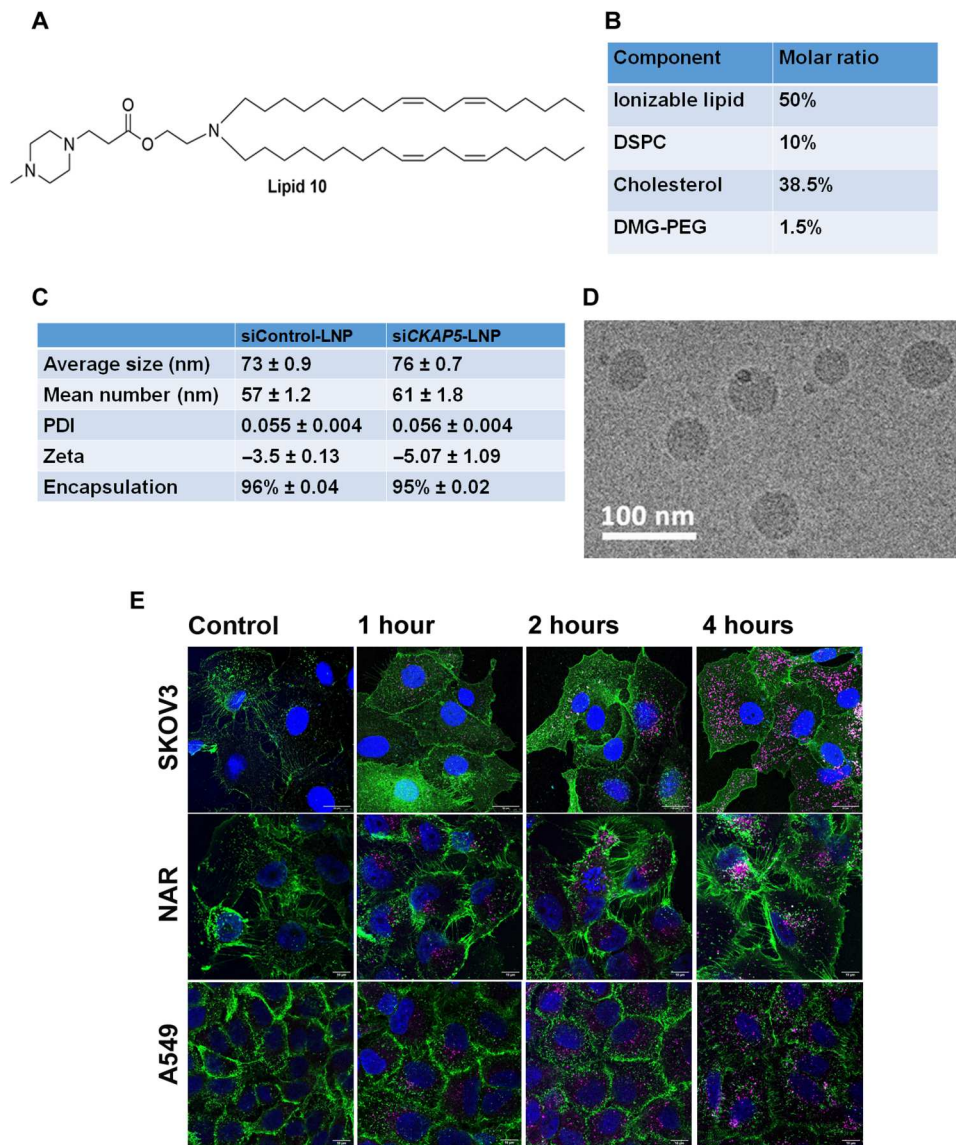 A
O
N
O
N
N
Lipid 10
B
Component Molar ratio
Ionizable lipid 50%
DSPC 10%
Cholesterol 38.5%
DMG-PEG 1.5%
C
siControl-LNP siCKAP5-LNP
Average size (nm) 73 ± 0.9 76 ± 0.7
Mean number (nm) 57 ± 1.2 61 ± 1.8
PDI 0.055 ± 0.004 0.056 ± 0.004
Zeta –3.5 ± 0.13 –5.07 ± 1.09
Encapsulation 96% ± 0.04 95% ± 0.02
D
100 nm
E
Control 1 hour 2 hours 4 hours
SKOV3
NAR
A549